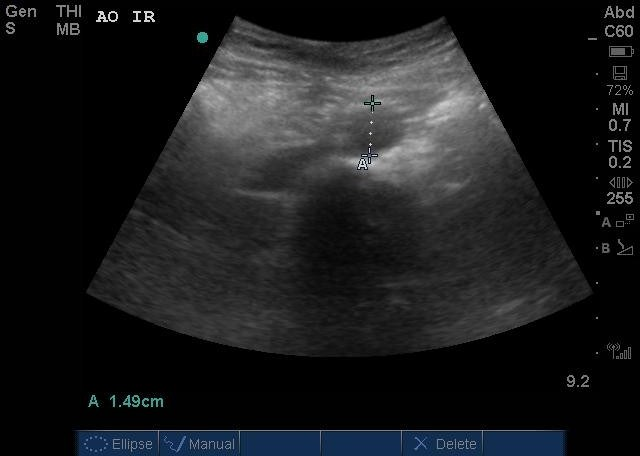 Gen THI
S MB
AO IR
Abd
C60
72%
MI
0.7
TIS
0.2
255
A
B
A
9.2
A 1.49cm
Ellipse Manual Delete